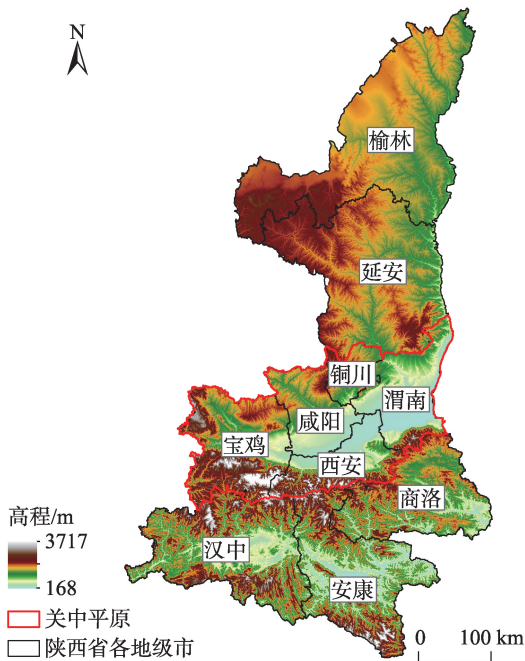 N
榆林
延安
铜川
渭南
咸阳
宝鸡
西安
商洛
汉中
安康
高程/m
3717
168
关中平原
陕西省各地级市
0 100 km